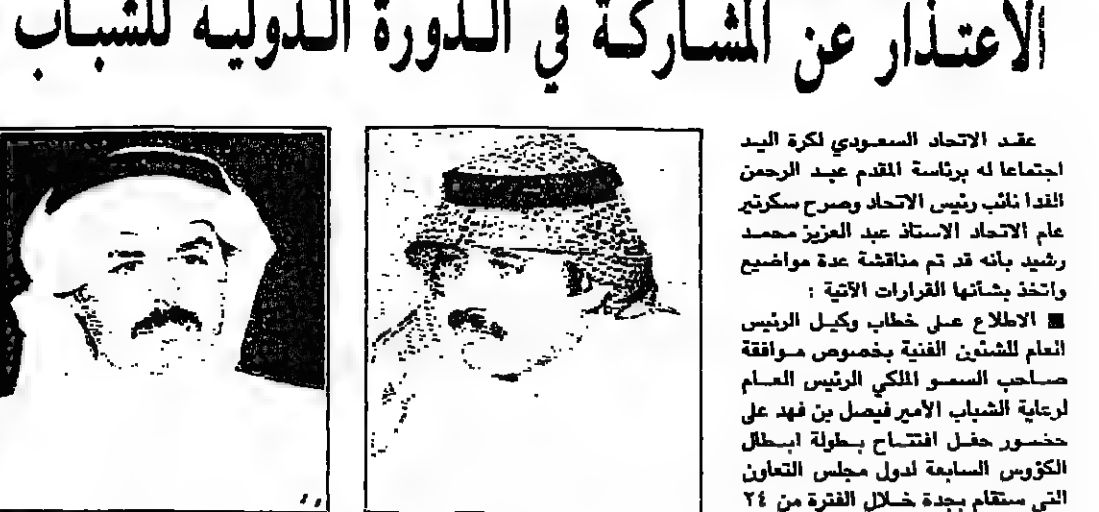 الاعتذار عن المشاركة في الدورة الدولية للشباب
عقد الاتحاد السعودي لكرة اليد
اجتماعا له برئاسة المقدم عبد الرحمن
القدا نائب رئيس الاتحاد وصرح سكرتير
عام الاتحاد الاستاذ عبد العزيز محمد
رشيد بأنه قد تم مناقشة عدة مواضيع
واتخذ بشأنها القرارات الآتية :
■ الاطلاع على خطاب وكيل الرئيس
العام للشئون الفنية بخصوص موافقة
صاحب السمو الملكي الرئيس العام
لرعاية الشباب الأمير فيصل بن فهد على
حضور حفل افتتاح بطولة ابطال
الكؤوس السابعة لدول مجلس التعاون
التي ستقام بجدة خلال الفترة من ٢٤